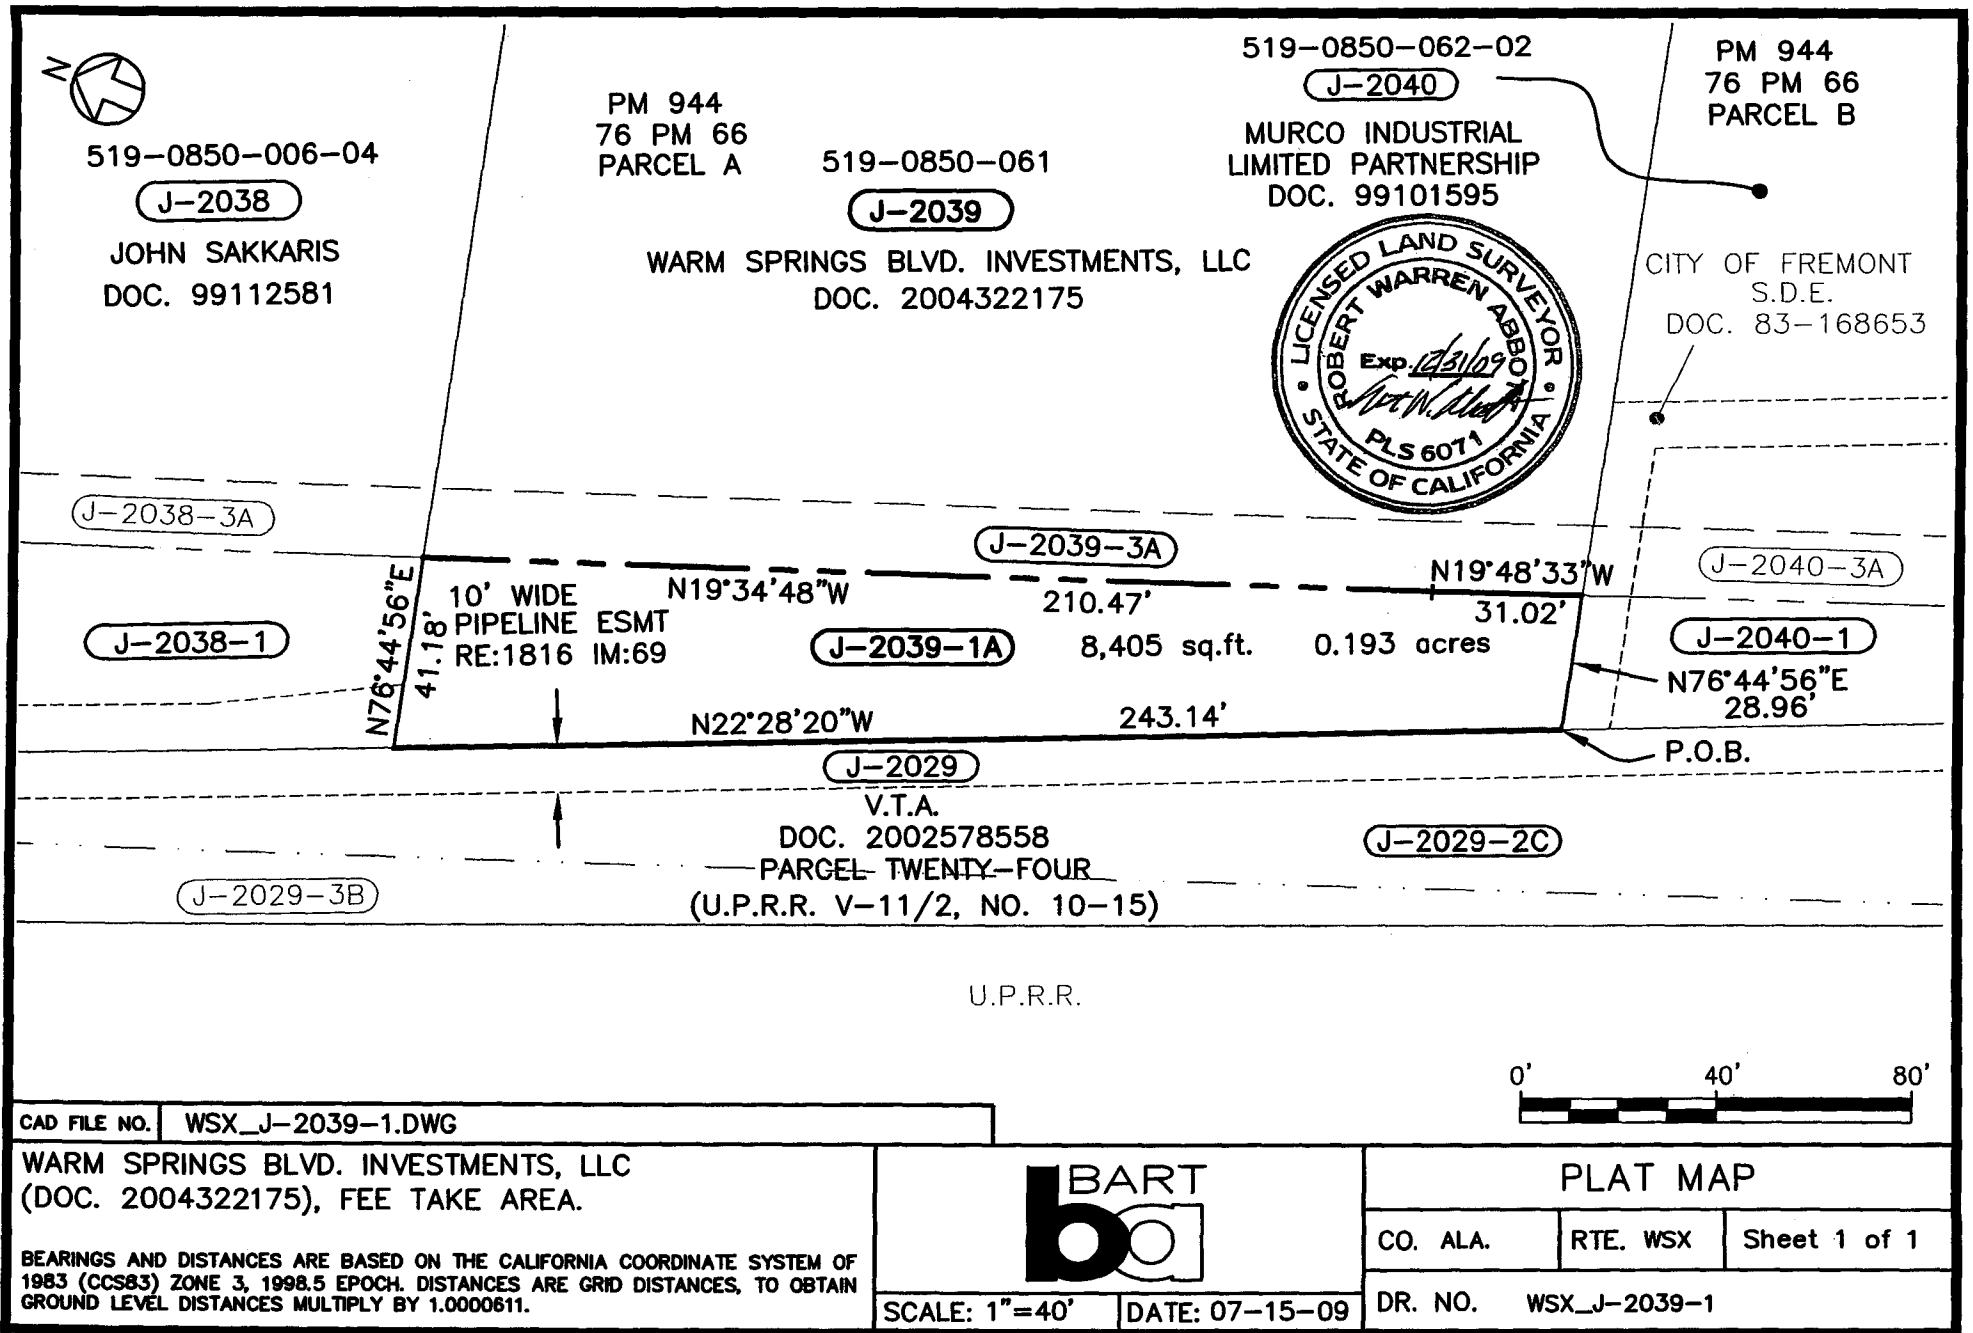 N
519-0850-006-04
J-2038
JOHN SAKKARIS
DOC. 99112581
PM 944
76 PM 66
PARCEL A
519-0850-061
J-2039
WARM SPRINGS BLVD. INVESTMENTS, LLC
DOC. 2004322175
519-0850-062-02
J-2040
MURCO INDUSTRIAL
LIMITED PARTNERSHIP
DOC. 99101595
PM 944
76 PM 66
PARCEL B
CITY OF FREMONT
S.D.E.
DOC. 83-168653
LICENSED LAND SURVEYOR
ROBERT WARREN ABBOTT
Exp. 12/31/09
PLS 6071
STATE OF CALIFORNIA
J-2038-3A
J-2039-3A
J-2040-3A
N19°34'48"W
210.47'
N19°48'33"W
31.02'
N76°44'56"E
41.18'
10' WIDE
PIPELINE ESMT
RE:1816 IM:69
J-2038-1
J-2039-1A
8,405 sq.ft. 0.193 acres
J-2040-1
N76°44'56"E
28.96'
N22°28'20"W
243.14'
P.O.B.
J-2029
V.T.A.
DOC. 2002578558
PARCEL TWENTY-FOUR
(U.P.R.R. V-11/2, NO. 10-15)
J-2029-2C
J-2029-3B
U.P.R.R.
0' 40' 80'
CAD FILE NO. WSX_J-2039-1.DWG
WARM SPRINGS BLVD. INVESTMENTS, LLC
(DOC. 2004322175), FEE TAKE AREA.
BEARINGS AND DISTANCES ARE BASED ON THE CALIFORNIA COORDINATE SYSTEM OF
1983 (CCS83) ZONE 3, 1998.5 EPOCH. DISTANCES ARE GRID DISTANCES, TO OBTAIN
GROUND LEVEL DISTANCES MULTIPLY BY 1.0000611.
BART
ba
SCALE: 1"=40'
DATE: 07-15-09
PLAT MAP
CO. ALA.
RTE. WSX
Sheet 1 of 1
DR. NO. WSX_J-2039-1